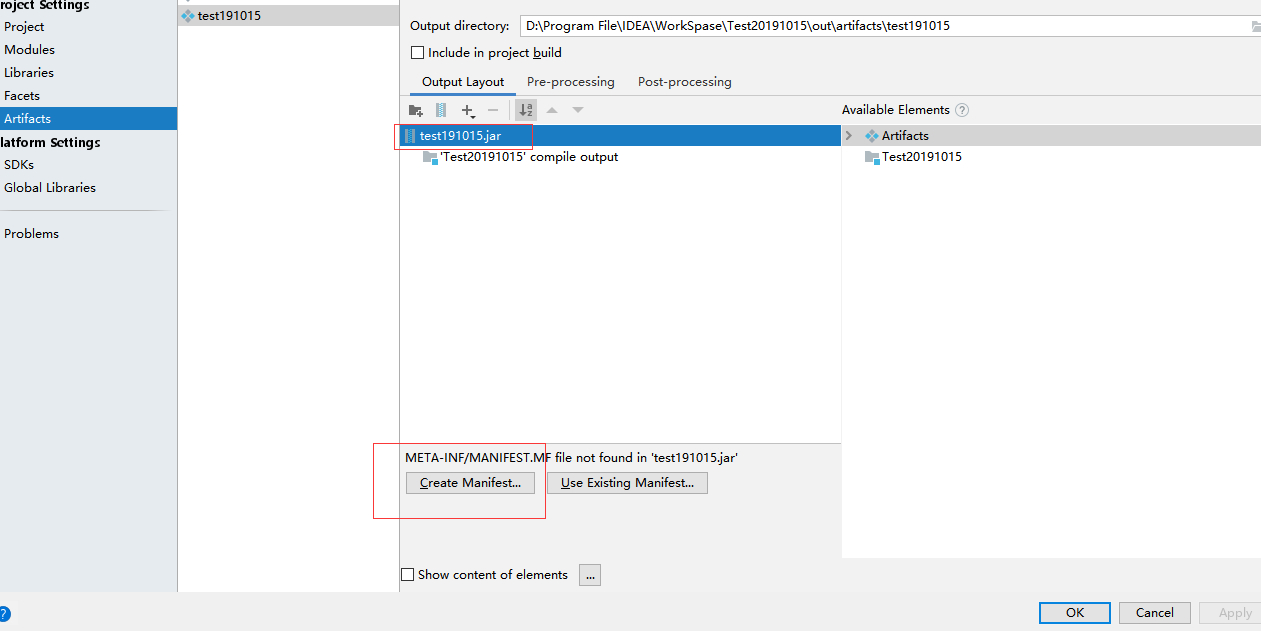 roject Settings
Project
Modules
Libraries
Facets
Artifacts
latform Settings
SDKs
Global Libraries
Problems
test191015
Output directory: D:\Program File\IDEA\WorkSpase\Test20191015\out\artifacts\test191015
Include in project build
Output Layout Pre-processing Post-processing
Available Elements ?
test191015.jar
'Test20191015' compile output
Artifacts
Test20191015
META-INF/MANIFEST.MF file not found in 'test191015.jar'
Create Manifest... Use Existing Manifest...
Show content of elements ...
? OK Cancel Apply